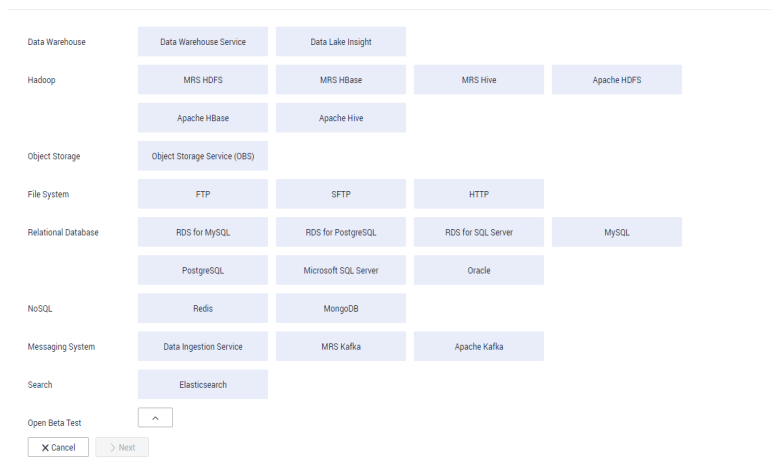 Data Warehouse Data Warehouse Service Data Lake Insight
Hadoop MRS HDFS MRS HBase MRS Hive Apache HDFS
Apache HBase Apache Hive
Object Storage Object Storage Service (OBS)
File System FTP SFTP HTTP
Relational Database RDS for MySQL RDS for PostgreSQL RDS for SQL Server MySQL
PostgreSQL Microsoft SQL Server Oracle
NoSQL Redis MongoDB
Messaging System Data Ingestion Service MRS Kafka Apache Kafka
Search Elasticsearch
Open Beta Test
Cancel Next